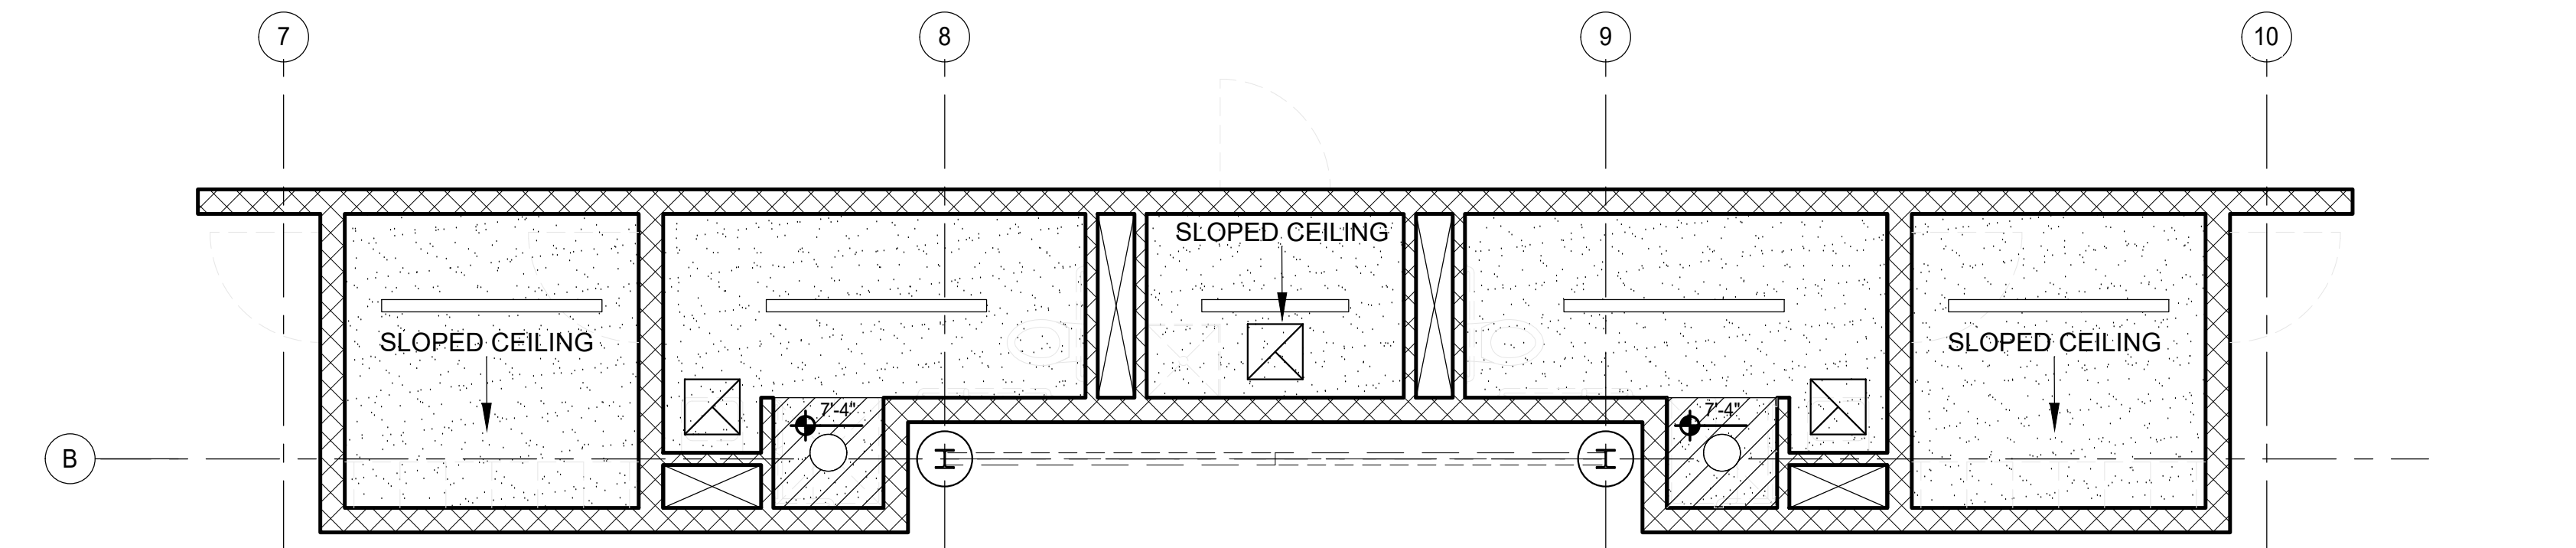 7
8
9
10
SLOPED CEILING
SLOPED CEILING
SLOPED CEILING
7'-4"
7'-4"
B